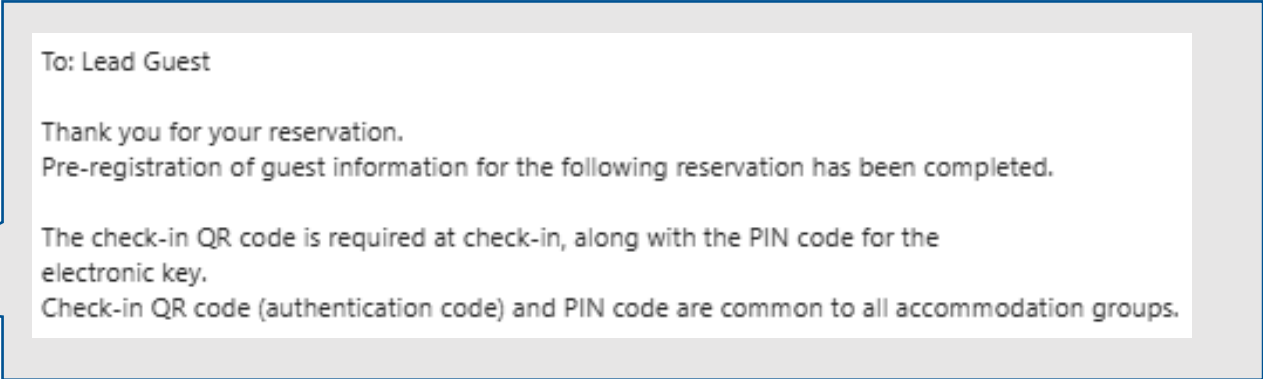 To: Lead Guest
Thank you for your reservation.
Pre-registration of guest information for the following reservation has been completed.
The check-in QR code is required at check-in, along with the PIN code for the
electronic key.
Check-in QR code (authentication code) and PIN code are common to all accommodation groups.